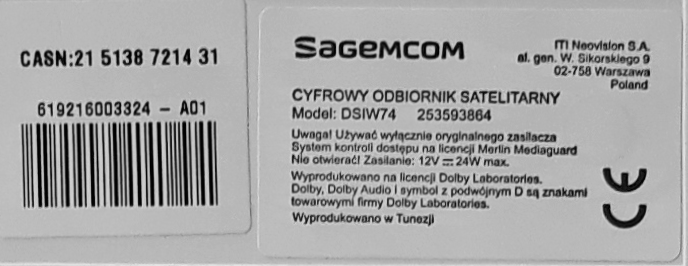 CASN:21 5138 7214 31
619216003324 - A01
SAGEMCOM
ITI Neovision S.A.
al. gen. W. Sikorskiego 9
02-758 Warszawa
Poland
CYFROWY ODBIORNIK SATELITARNY
Model: DSIW74 253593864
Uwaga! Używać wyłącznie oryginalnego zasilacza
System kontroli dostępu na licencji Merlin Mediaguard
Nie otwierać! Zasilanie: 12V ⎓ 24W max.
Wyprodukowano na licencji Dolby Laboratories.
Dolby, Dolby Audio i symbol z podwójnym D są znakami
towarowymi firmy Dolby Laboratories.
Wyprodukowano w Tunezji
CE